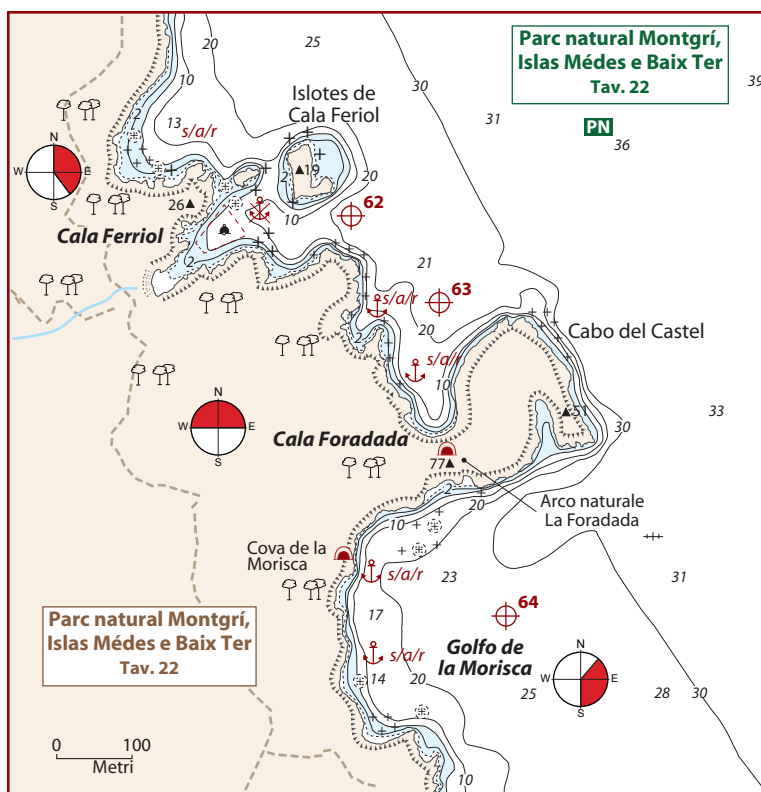 20
25
Parc natural Montgrí,
Islas Médes e Baix Ter
Tav. 22
10
30
39
Islotes de
Cala Feriol
2
13
s/a/r
31
PN
36
N
W E
S
2
19
20
26
10
62
Cala Ferriol
2
21
63
s/a/r
20
2
Cabo del Castel
s/a/r
10
N
W E
S
51
33
30
Cala Foradada
77
2
20
Arco naturale
La Foradada
10
Cova de la
Morisca
s/a/r
23
31
17
64
Parc natural Montgrí,
Islas Médes e Baix Ter
Tav. 22
Golfo de
la Morisca
s/a/r
N
W E
S
14
20
25
28
30
0 100
Metri
10